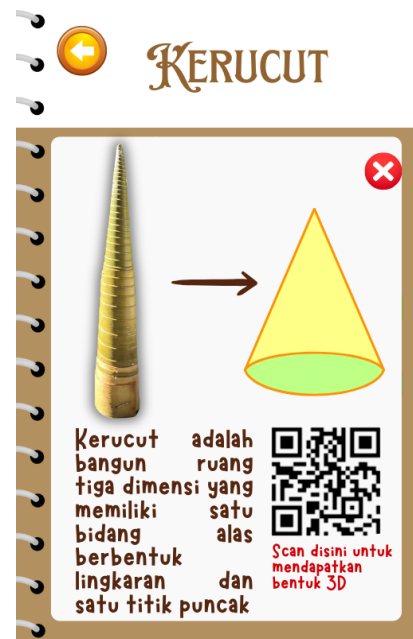 KERUCUT
Kerucut adalah
bangun ruang
tiga dimensi yang
memiliki satu
bidang alas
berbentuk
lingkaran dan
satu titik puncak
Scan disini untuk
mendapatkan
bentuk 3D